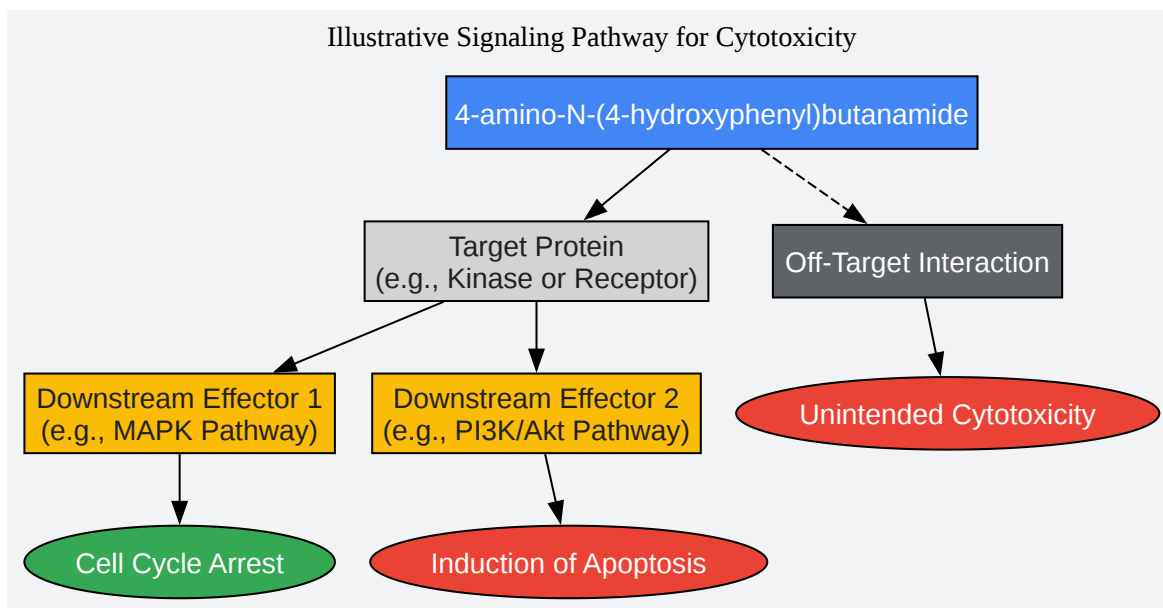 Illustrative Signaling Pathway for Cytotoxicity
4-amino-N-(4-hydroxyphenyl)butanamide
Target Protein
(e.g., Kinase or Receptor)
Off-Target Interaction
Downstream Effector 1
(e.g., MAPK Pathway)
Downstream Effector 2
(e.g., PI3K/Akt Pathway)
Unintended Cytotoxicity
Cell Cycle Arrest
Induction of Apoptosis